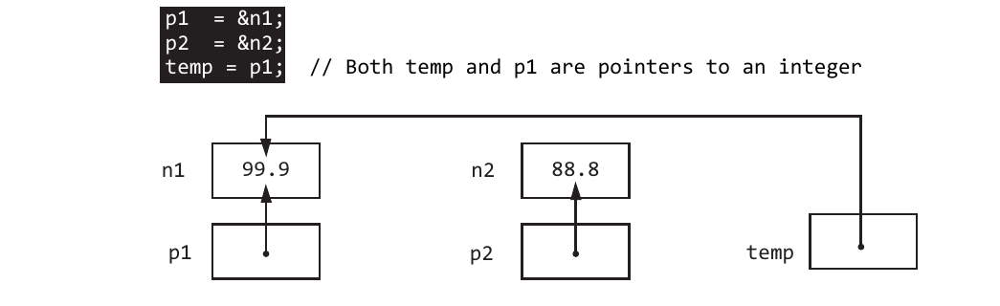 p1  = &n1;
p2  = &n2;
temp = p1;  // Both temp and p1 are pointers to an integer
n1 99.9 n2 88.8
p1 p2 temp